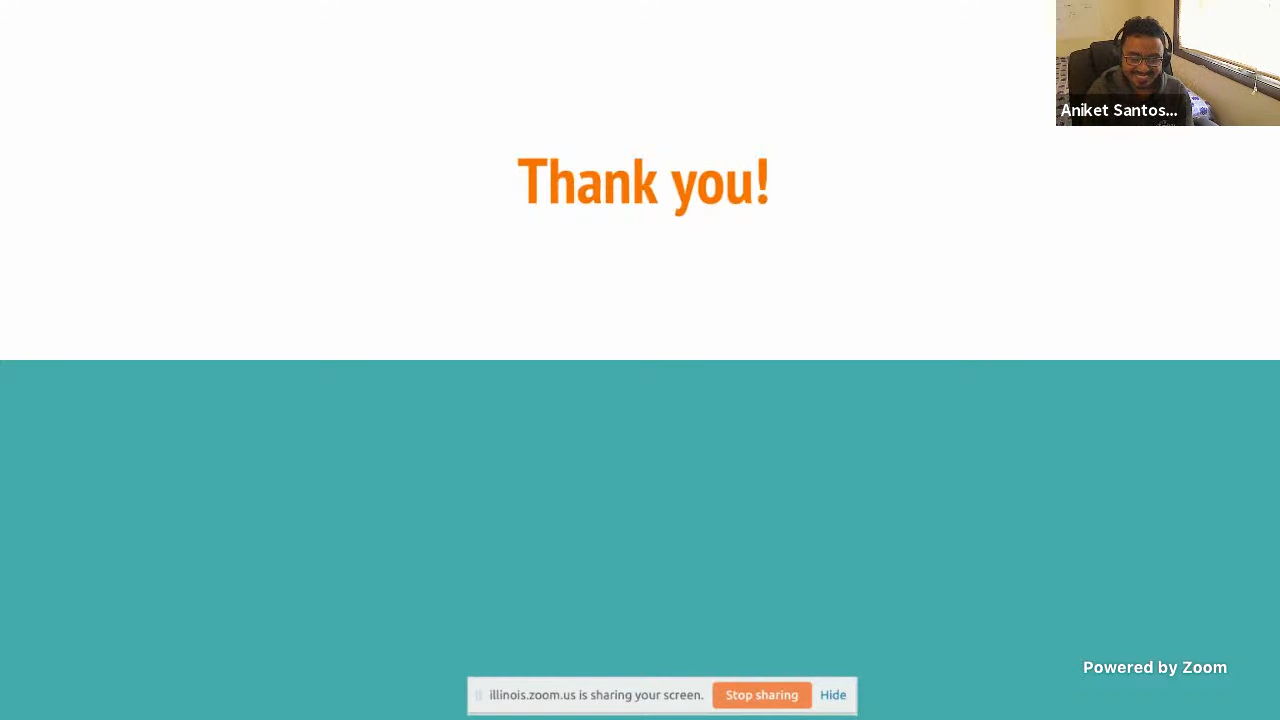 Aniket Santos...
Thank you!
Powered by Zoom
illinois.zoom.us is sharing your screen. Stop sharing Hide